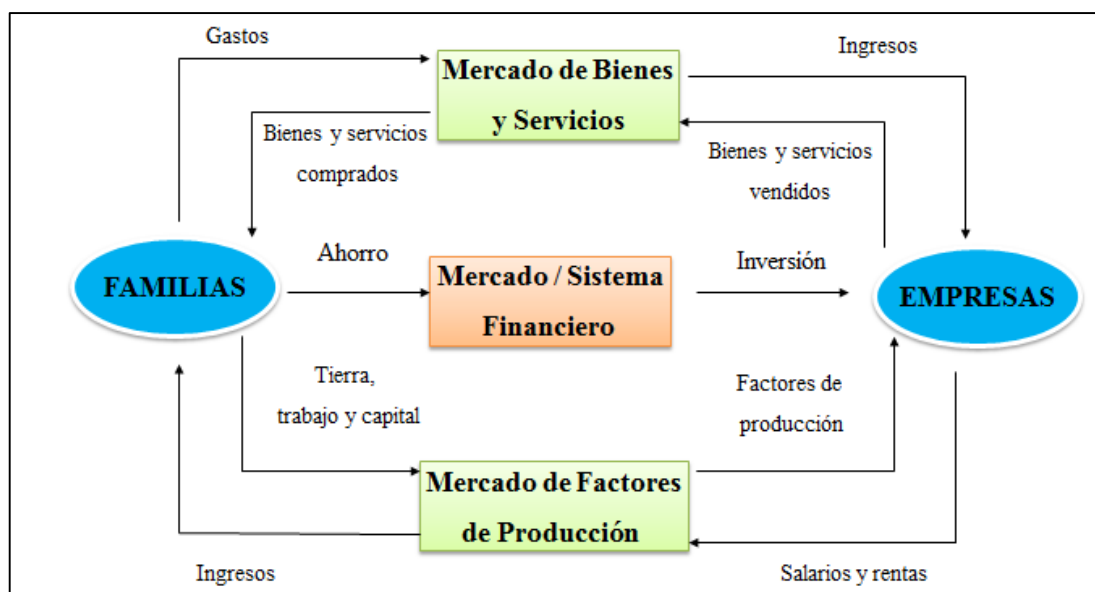 Gastos
Ingresos
Mercado de Bienes
y Servicios
Bienes y servicios
comprados
Bienes y servicios
vendidos
Ahorro
Inversión
FAMILIAS
Mercado / Sistema
Financiero
EMPRESAS
Tierra,
trabajo y capital
Factores de
producción
Mercado de Factores
de Producción
Ingresos
Salarios y rentas